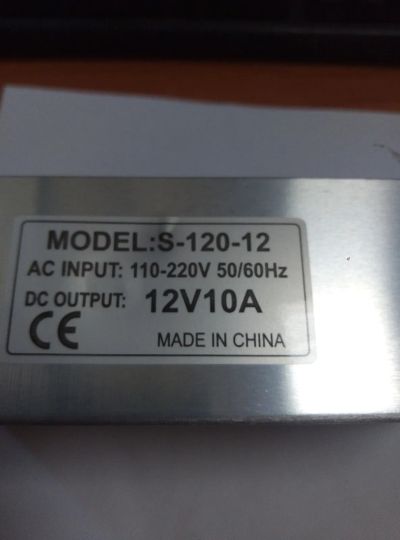 MODEL:S-120-12
AC INPUT: 110-220V 50/60Hz
DC OUTPUT: 12V10A
CE
MADE IN CHINA